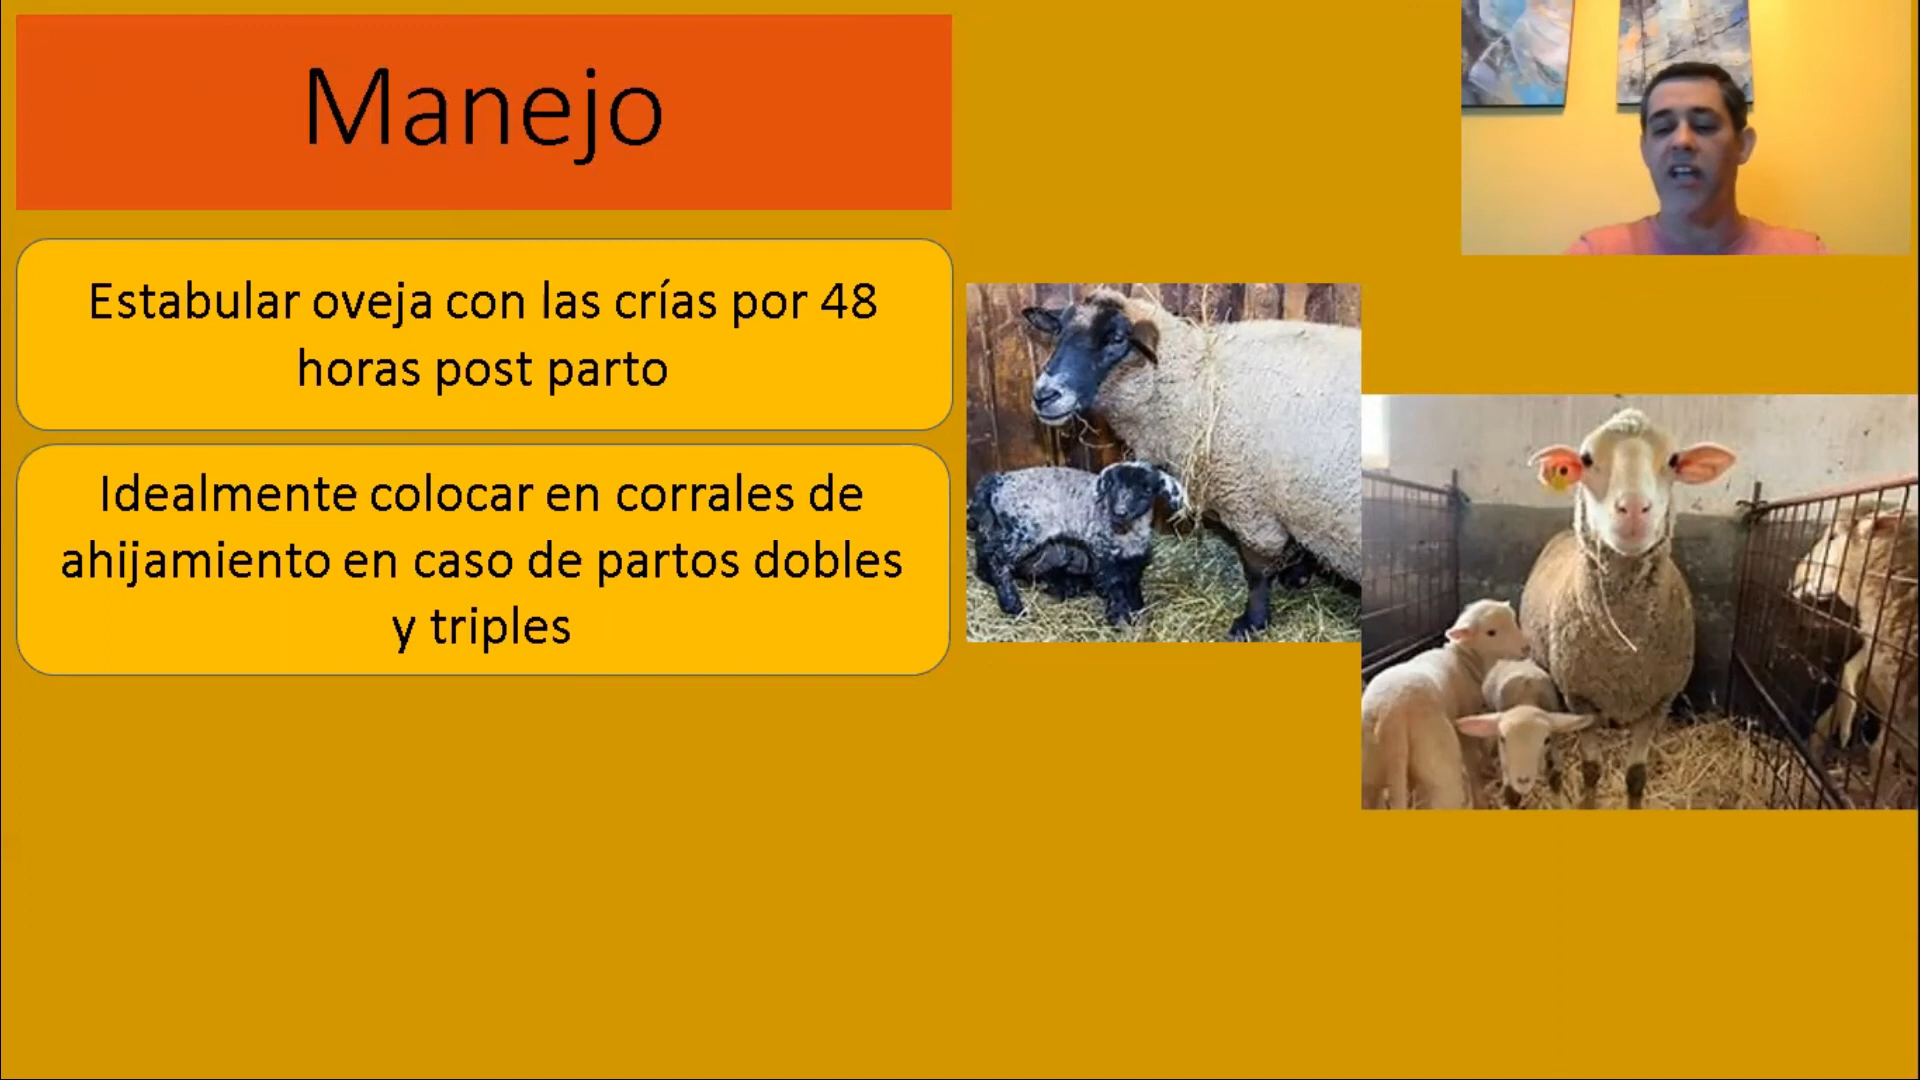 Manejo
Estabular oveja con las crías por 48
horas post parto
Idealmente colocar en corrales de
ahijamiento en caso de partos dobles
y triples